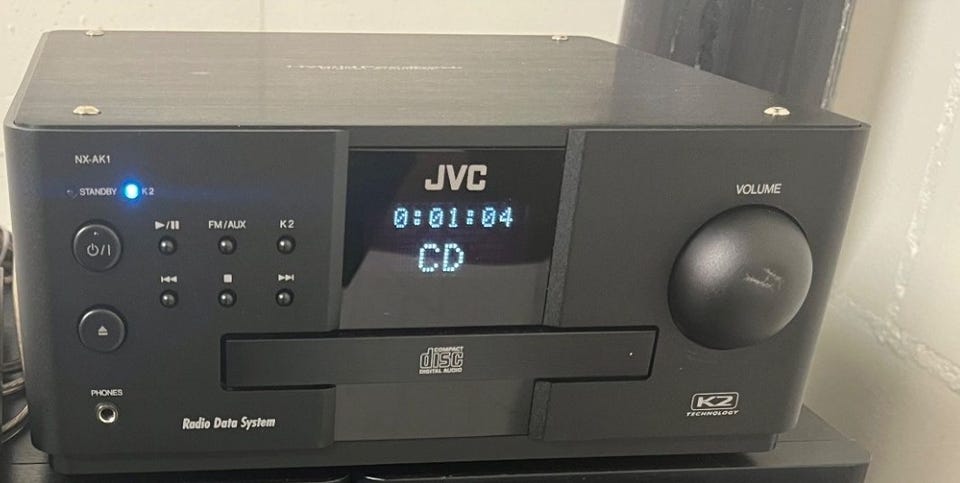 NX-AK1
STANDBY K2
FM/AUX K2
PHONES
Radio Data System
JVC
0:01:04
CD
COMPACT
disc
DIGITAL AUDIO
VOLUME
K2
TECHNOLOGY